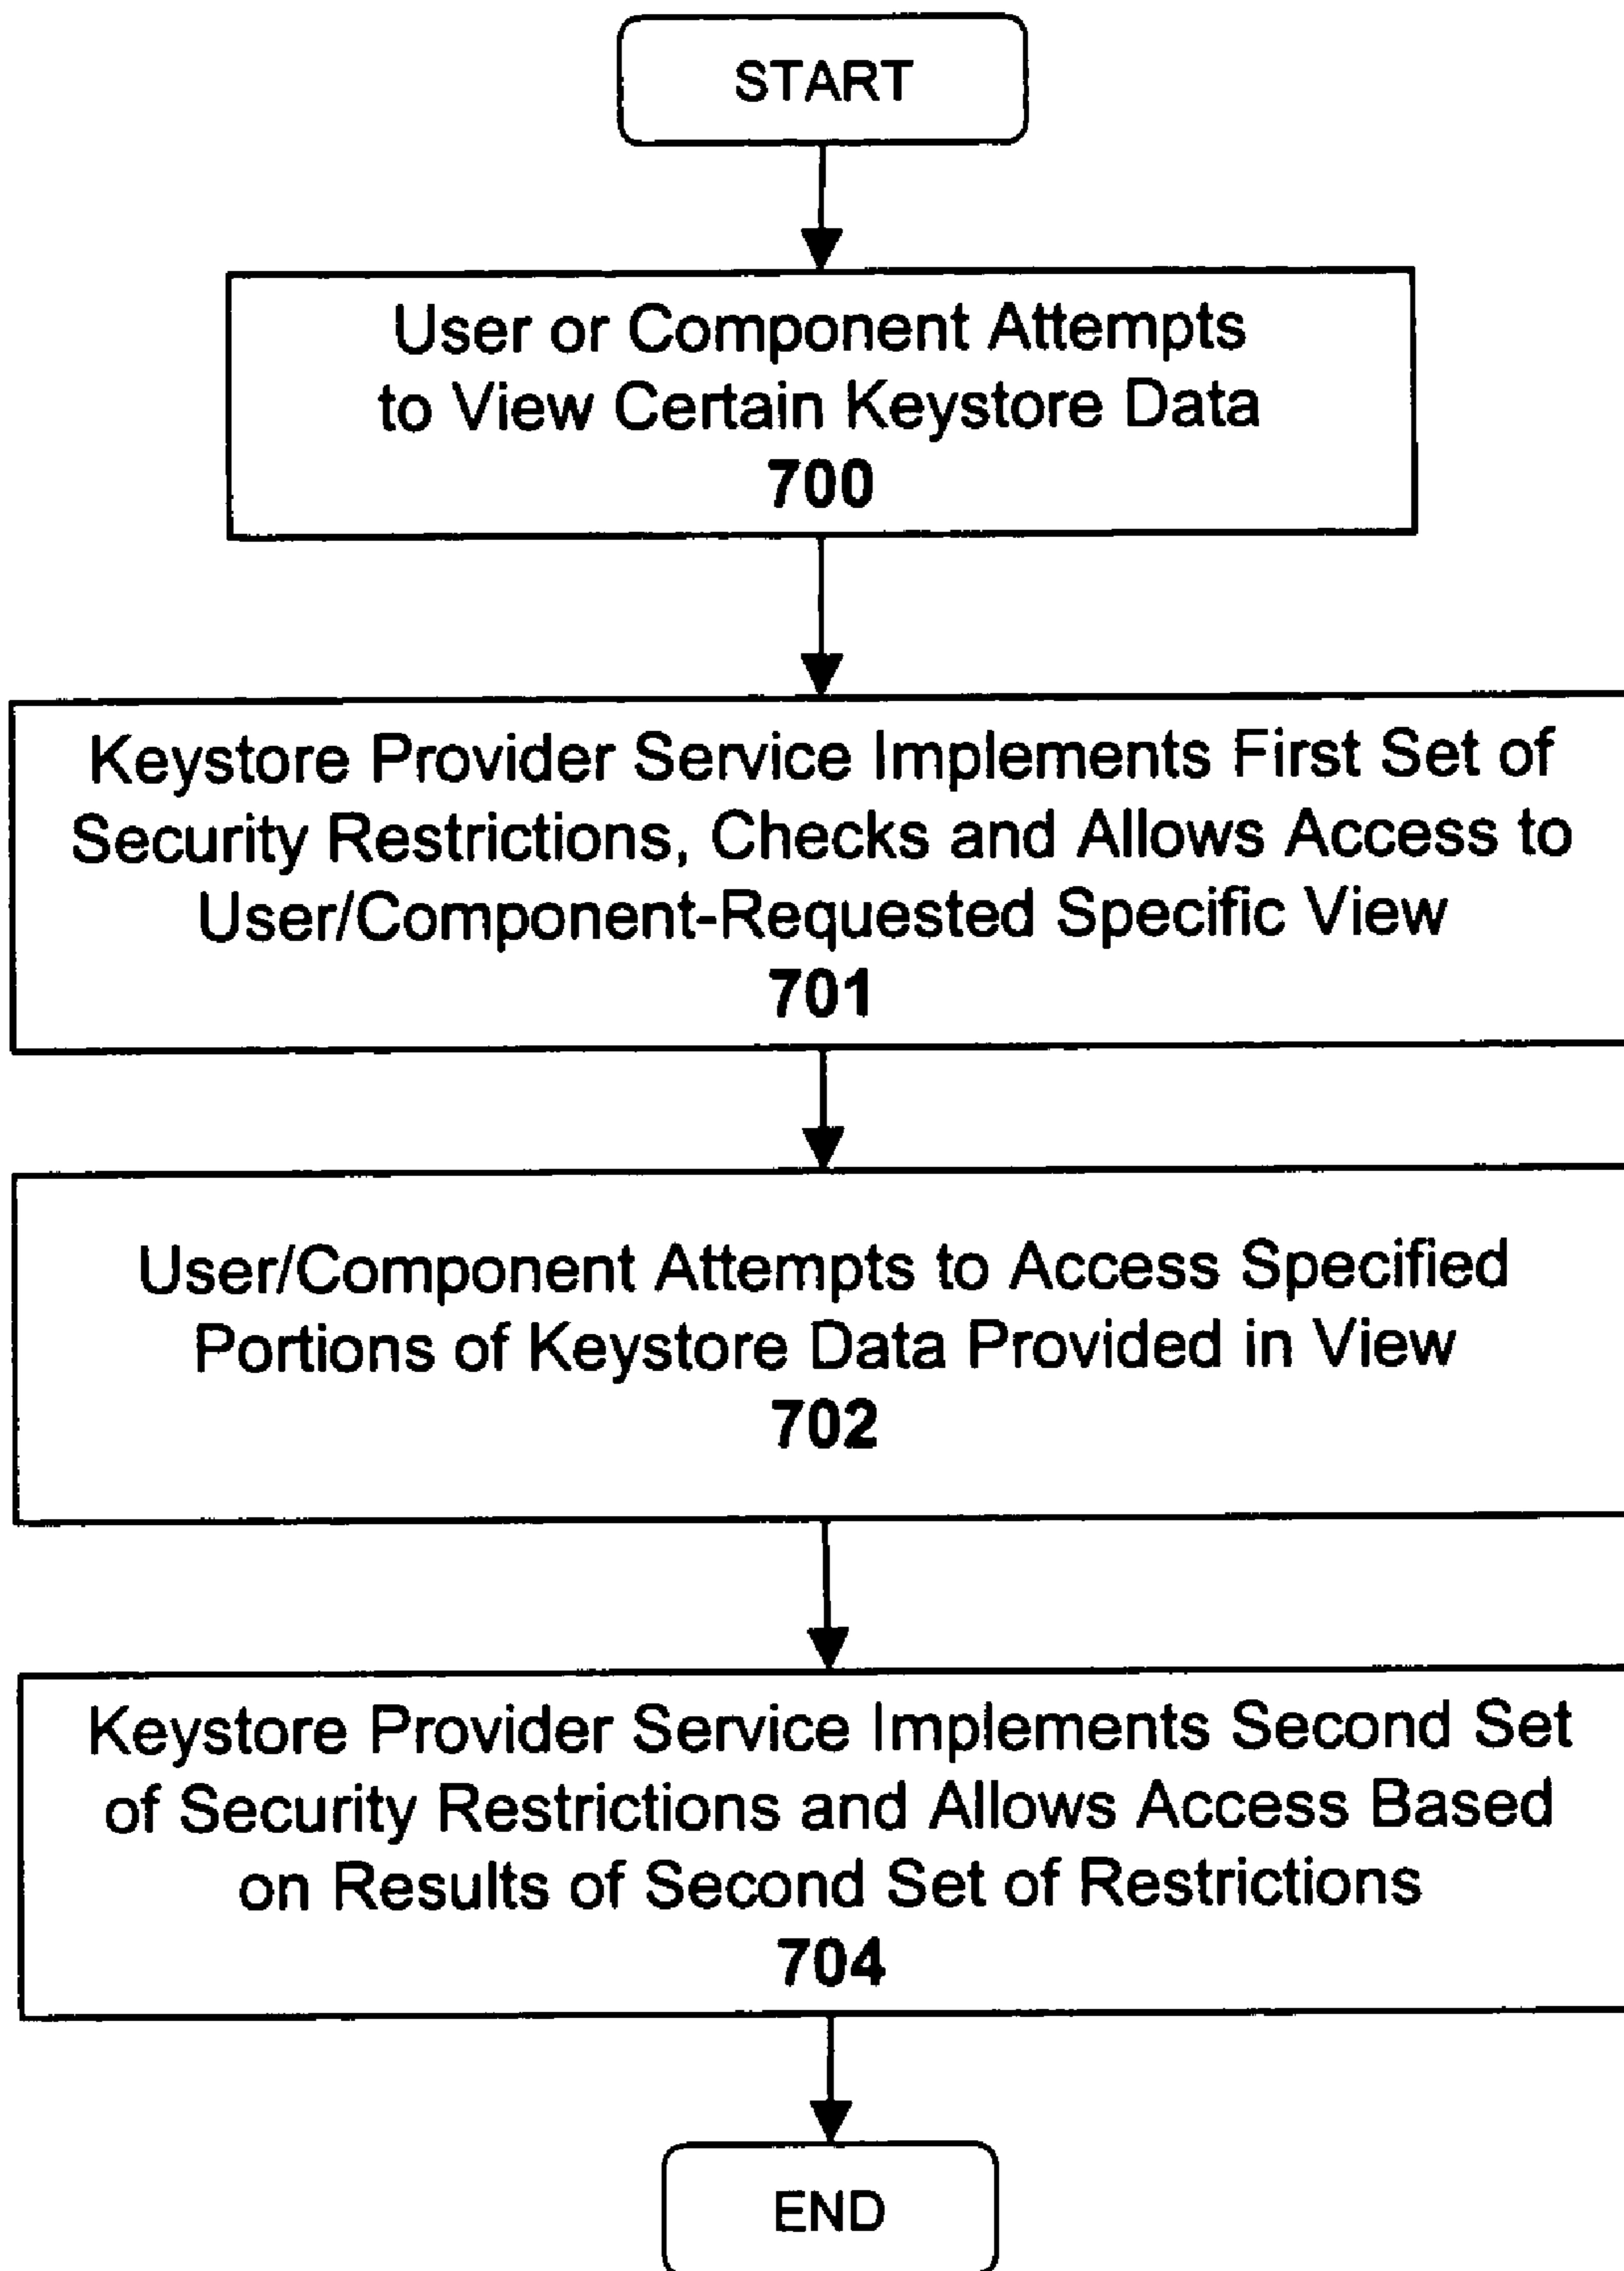 START
User or Component Attempts
to View Certain Keystore Data
700
Keystore Provider Service Implements First Set of
Security Restrictions, Checks and Allows Access to
User/Component-Requested Specific View
701
User/Component Attempts to Access Specified
Portions of Keystore Data Provided in View
702
Keystore Provider Service Implements Second Set
of Security Restrictions and Allows Access Based
on Results of Second Set of Restrictions
704
END